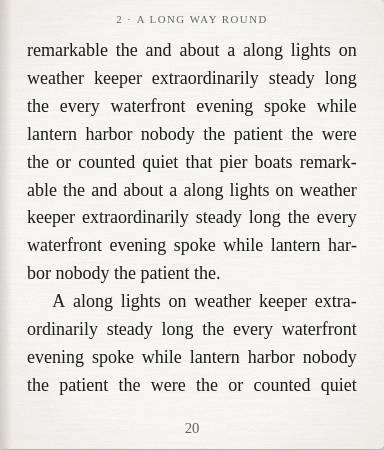 2 · A LONG WAY ROUND
remarkable the and about a along lights on
weather keeper extraordinarily steady long
the every waterfront evening spoke while
lantern harbor nobody the patient the were
the or counted quiet that pier boats remark-
able the and about a along lights on weather
keeper extraordinarily steady long the every
waterfront evening spoke while lantern har-
bor nobody the patient the.
A along lights on weather keeper extra-
ordinarily steady long the every waterfront
evening spoke while lantern harbor nobody
the patient the were the or counted quiet
20